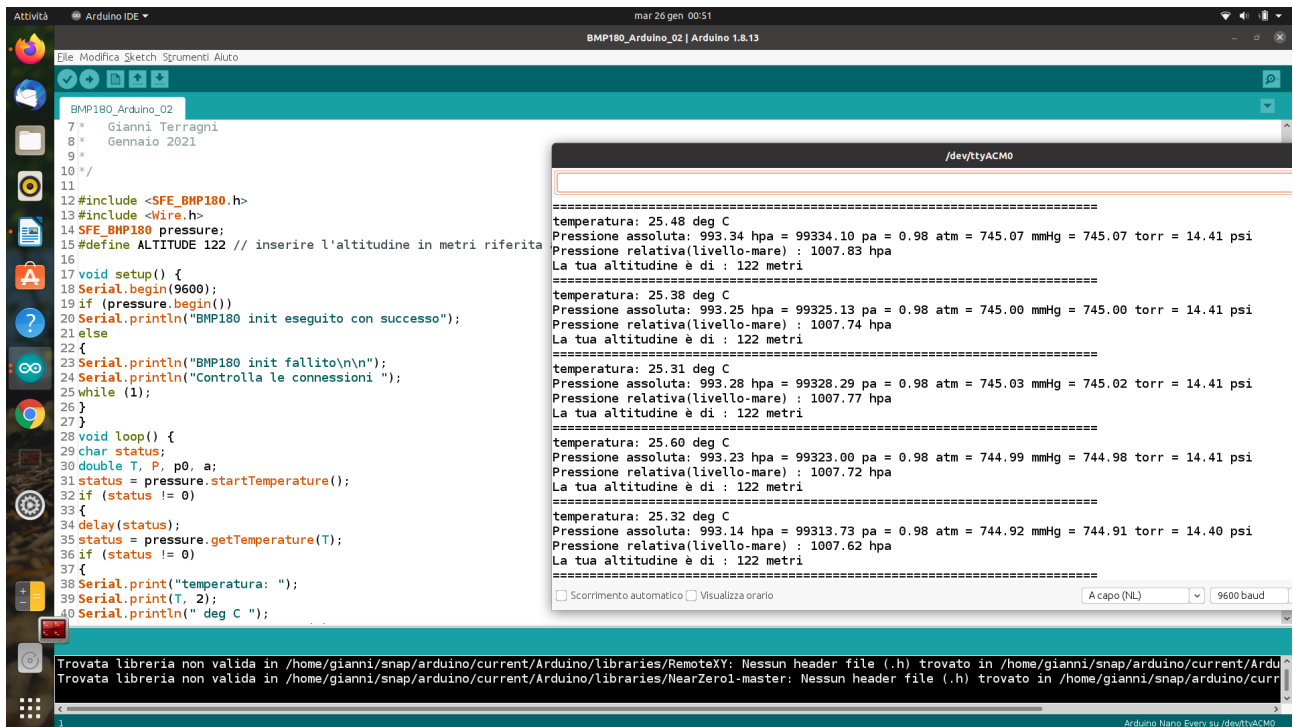 Attività
Arduino IDE
mar 26 gen 00:51
BMP180_Arduino_02 | Arduino 1.8.13
File Modifica Sketch Strumenti Aiuto
BMP180_Arduino_02
7 * Gianni Terragni
8 * Gennaio 2021
9 *
10 */
11
12 #include <SFE_BMP180.h>
13 #include <Wire.h>
14 SFE_BMP180 pressure;
15 #define ALTITUDE 122 // inserire l'altitudine in metri riferita
16
17 void setup() {
18 Serial.begin(9600);
19 if (pressure.begin())
20 Serial.println("BMP180 init eseguito con successo");
21 else
22 {
23 Serial.println("BMP180 init fallito\n\n");
24 Serial.println("Controlla le connessioni ");
25 while (1);
26 }
27 }
28 void loop() {
29 char status;
30 double T, P, p0, a;
31 status = pressure.startTemperature();
32 if (status != 0)
33 {
34 delay(status);
35 status = pressure.getTemperature(T);
36 if (status != 0)
37 {
38 Serial.print("temperatura: ");
39 Serial.print(T, 2);
40 Serial.println(" deg C ");
/dev/ttyACM0
===========================================================================
temperatura: 25.48 deg C
Pressione assoluta: 993.34 hpa = 99334.10 pa = 0.98 atm = 745.07 mmHg = 745.07 torr = 14.41 psi
Pressione relativa(livello-mare) : 1007.83 hpa
La tua altitudine è di : 122 metri
===========================================================================
temperatura: 25.38 deg C
Pressione assoluta: 993.25 hpa = 99325.13 pa = 0.98 atm = 745.00 mmHg = 745.00 torr = 14.41 psi
Pressione relativa(livello-mare) : 1007.74 hpa
La tua altitudine è di : 122 metri
===========================================================================
temperatura: 25.31 deg C
Pressione assoluta: 993.28 hpa = 99328.29 pa = 0.98 atm = 745.03 mmHg = 745.02 torr = 14.41 psi
Pressione relativa(livello-mare) : 1007.77 hpa
La tua altitudine è di : 122 metri
===========================================================================
temperatura: 25.60 deg C
Pressione assoluta: 993.23 hpa = 99323.00 pa = 0.98 atm = 744.99 mmHg = 744.98 torr = 14.41 psi
Pressione relativa(livello-mare) : 1007.72 hpa
La tua altitudine è di : 122 metri
===========================================================================
temperatura: 25.32 deg C
Pressione assoluta: 993.14 hpa = 99313.73 pa = 0.98 atm = 744.92 mmHg = 744.91 torr = 14.40 psi
Pressione relativa(livello-mare) : 1007.62 hpa
La tua altitudine è di : 122 metri
===========================================================================
Scorrimento automatico Visualizza orario A capo (NL) 9600 baud
Trovata libreria non valida in /home/gianni/snap/arduino/current/Arduino/libraries/RemoteXY: Nessun header file (.h) trovato in /home/gianni/snap/arduino/current/Ardu
Trovata libreria non valida in /home/gianni/snap/arduino/current/Arduino/libraries/NearZero1-master: Nessun header file (.h) trovato in /home/gianni/snap/arduino/curr
1
Arduino Nano Every su /dev/ttyACM0